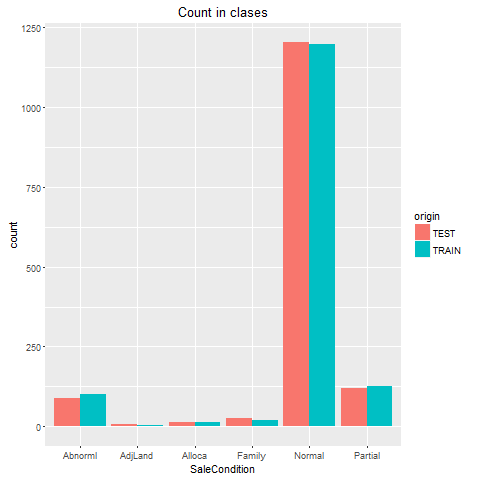 Count in clases
1250
1000
750
500
250
0
count
Abnorml AdjLand Alloca Family Normal Partial
SaleCondition
origin
TEST
TRAIN